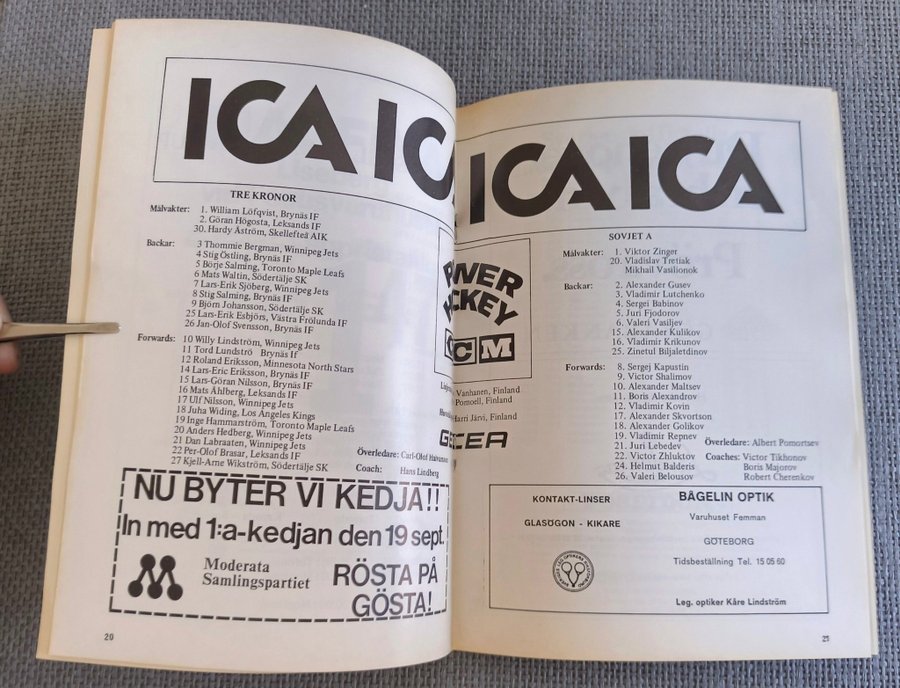 ICA IC
TRE KRONOR
Målvakter: 1. William Löfqvist, Brynäs IF
2. Göran Högosta, Leksands IF
30. Hardy Åström, Skellefteå AIK
Backar: 3 Thommie Bergman, Winnipeg Jets
4 Stig Östling, Brynäs IF
5 Börje Salming, Toronto Maple Leafs
6 Mats Waltin, Södertälje SK
7 Lars-Erik Sjöberg, Winnipeg Jets
8 Stig Salming, Brynäs IF
9 Björn Johansson, Södertälje SK
25 Lars-Erik Esbjörs, Västra Frölunda IF
26 Jan-Olof Svensson, Brynäs IF
Forwards: 10 Willy Lindström, Winnipeg Jets
11 Tord Lundströ Brynäs If
12 Roland Eriksson, Minnesota North Stars
14 Lars-Eric Eriksson, Brynäs IF
15 Lars-Göran Nilsson, Brynäs IF
16 Mats Åhlberg, Leksands IF
17 Ulf Nilsson, Winnipeg Jets
18 Juha Widing, Los Angeles Kings
19 Inge Hammarström, Toronto Maple Leafs
20 Anders Hedberg, Winnipeg Jets
21 Dan Labraaten, Winnipeg Jets
22 Per-Olof Brasar, Leksands IF
27 Kjell-Arne Wikström, Södertälje SK
Överledare: Carl-Olof
Coach: Hans Lindberg
NU BYTER VI KEDJA!!
In med 1:a-kedjan den 19 sept.
Moderata
Samlingspartiet
RÖSTA PÅ
GÖSTA!
20
ICA ICA
HOCKEY
CCM
Vanhanen, Finland
Pomoell, Finland
Harri Järvi, Finland
SOVJET A
Målvakter: 1. Viktor Zinger
20. Vladislav Tretiak
Mikhail Vasilionok
Backar: 2. Alexander Gusev
3. Vladimir Lutchenko
4. Sergei Babinov
5. Juri Fjodorov
6. Valeri Vasiljev
15. Alexander Kulikov
16. Vladimir Krikunov
25. Zinetul Biljaletdinov
Forwards: 8. Sergej Kapustin
9. Victor Shalimov
10. Alexander Maltsev
11. Boris Alexandrov
12. Vladimir Kovin
17. Alexander Skvortson
18. Alexander Golikov
19. Vladimir Repnev
21. Juri Lebedev
22. Victor Zhluktov
24. Helmut Balderis
26. Valeri Belousov
Överledare: Albert Pomortsev
Coaches: Victor Tikhonov
Boris Majorov
Robert Cherenkov
KONTAKT-LINSER
GLASÖGON - KIKARE
BÅGELIN OPTIK
Varuhuset Femman
GÖTEBORG
Tidsbeställning Tel. 15 05 60
Leg. optiker Kåre Lindström